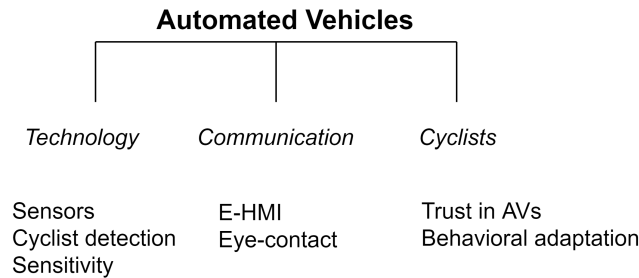 Automated Vehicles
Technology
Communication
Cyclists
Sensors
Cyclist detection
Sensitivity
E-HMI
Eye-contact
Trust in AVs
Behavioral adaptation